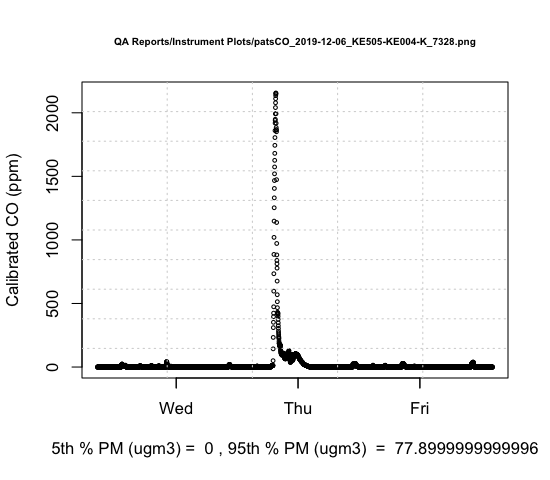 QA Reports/Instrument Plots/patsCO_2019-12-06_KE505-KE004-K_7328.png
2000
1500
1000
500
0
Calibrated CO (ppm)
Wed Thu Fri
5th % PM (ugm3) = 0 , 95th % PM (ugm3) = 77.8999999999996